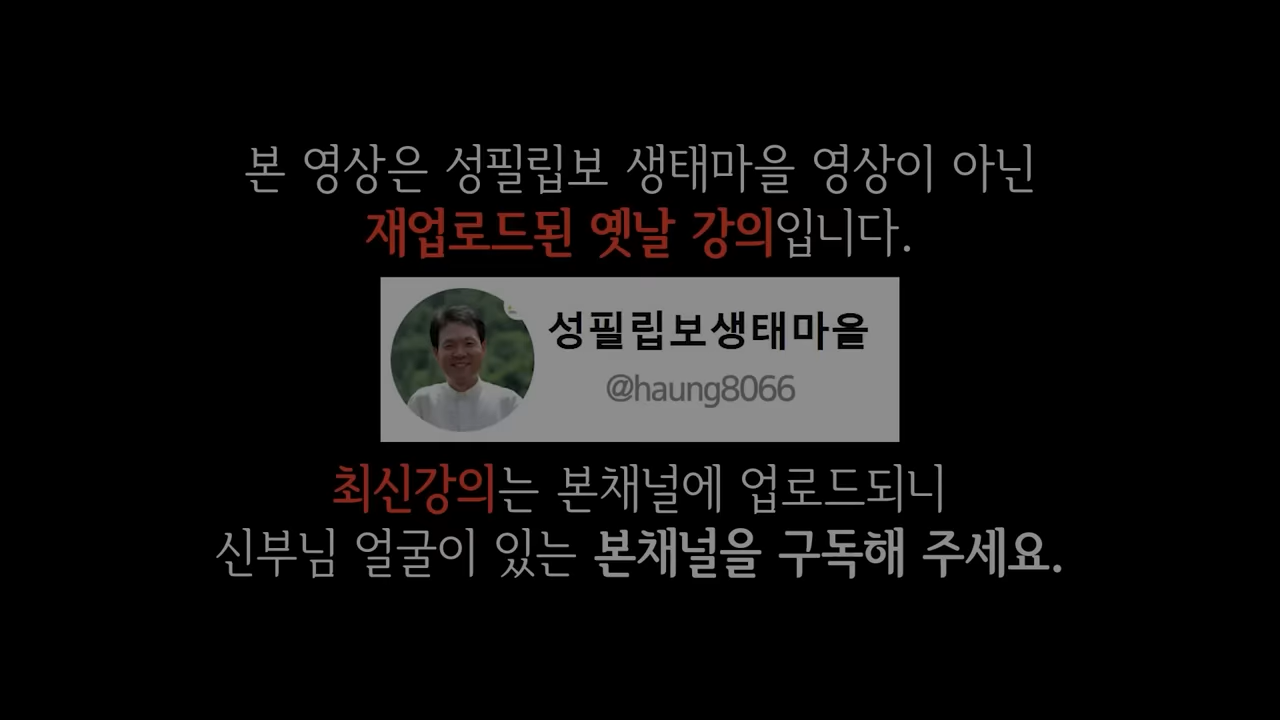 본 영상은 성필립보 생태마을 영상이 아닌
재업로드된 옛날 강의입니다.
성필립보생태마을
@haung8066
최신강의는 본채널에 업로드되니
신부님 얼굴이 있는 본채널을 구독해 주세요.